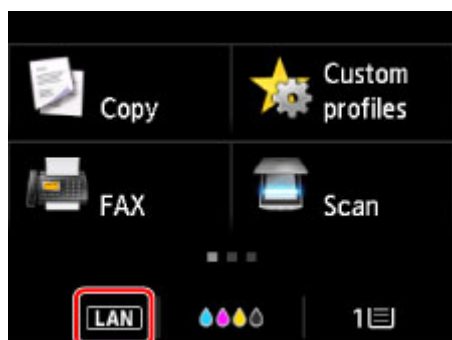 Copy
Custom
profiles
FAX
Scan
LAN
1